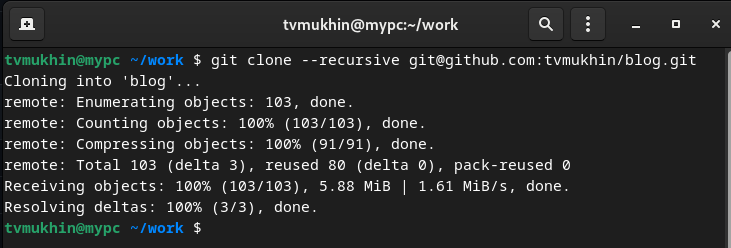 tvmukhin@mypc:~/work
tvmukhin@mypc ~/work $ git clone --recursive git@github.com:tvmukhin/blog.git
Cloning into 'blog'...
remote: Enumerating objects: 103, done.
remote: Counting objects: 100% (103/103), done.
remote: Compressing objects: 100% (91/91), done.
remote: Total 103 (delta 3), reused 80 (delta 0), pack-reused 0
Receiving objects: 100% (103/103), 5.88 MiB | 1.61 MiB/s, done.
Resolving deltas: 100% (3/3), done.
tvmukhin@mypc ~/work $